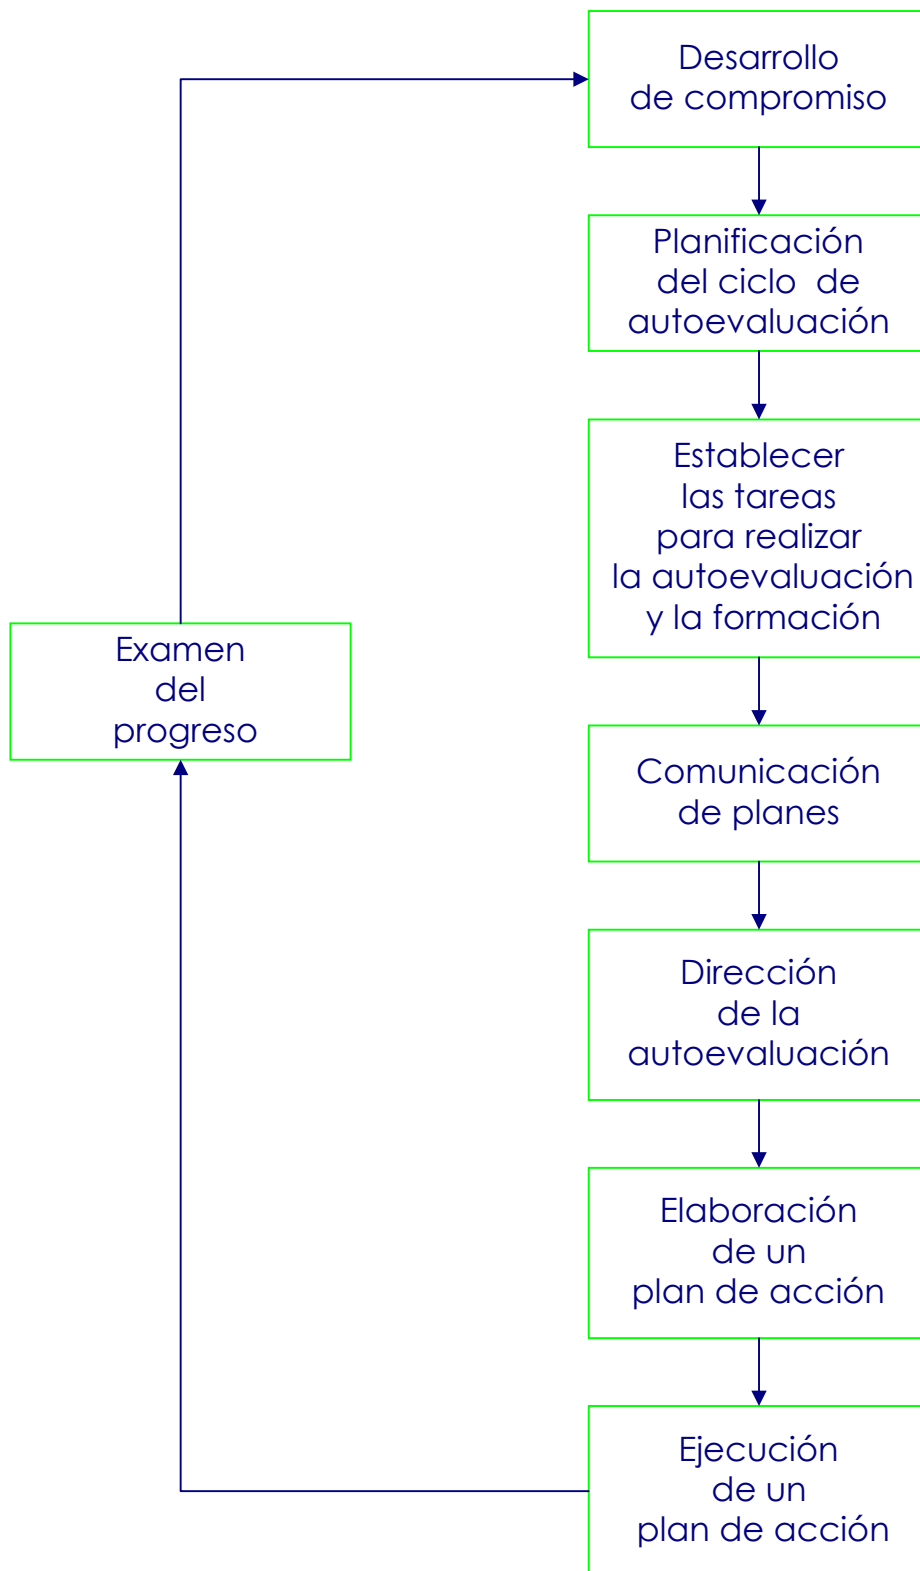 Desarrollo
de compromiso
Planificación
del ciclo de
autoevaluación
Establecer
las tareas
para realizar
la autoevaluación
y la formación
Examen
del
progreso
Comunicación
de planes
Dirección
de la
autoevaluación
Elaboración
de un
plan de acción
Ejecución
de un
plan de acción